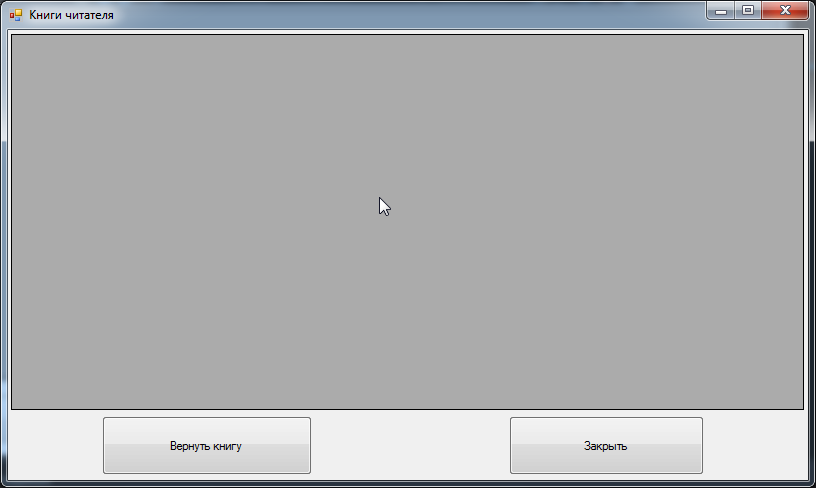 Книги читателя
Вернуть книгу
Закрыть